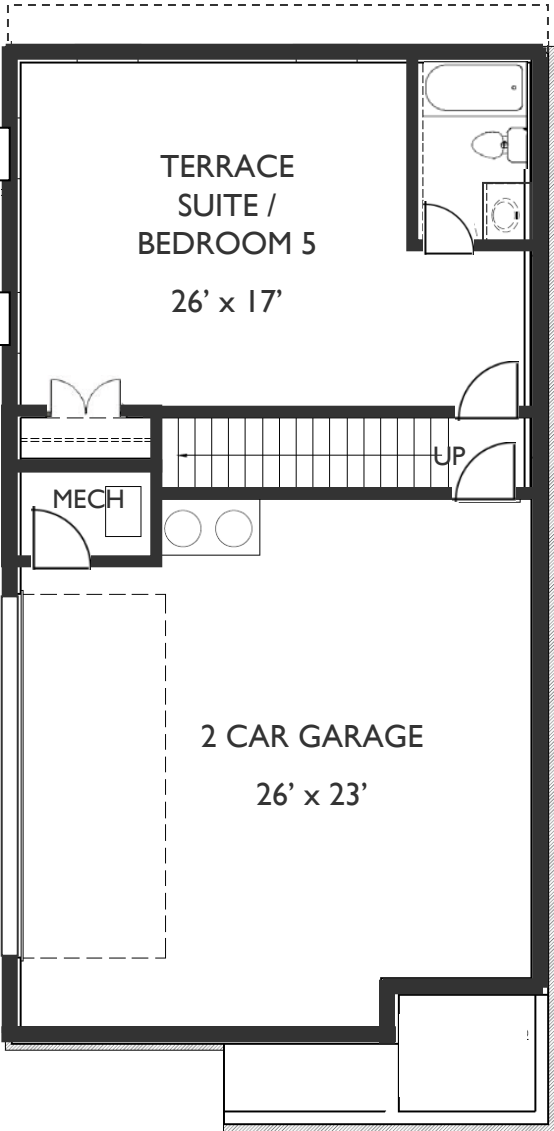 TERRACE
SUITE /
BEDROOM 5
26’ x 17’
UP
MECH
2 CAR GARAGE
26’ x 23’